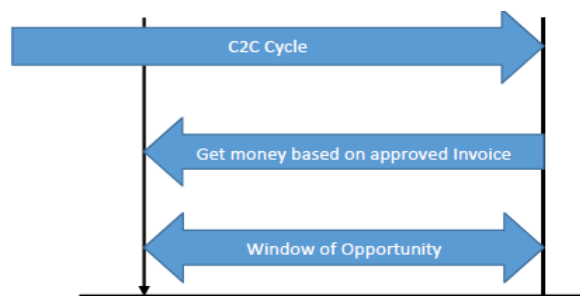 C2C Cycle
Get money based on approved Invoice
Window of Opportunity